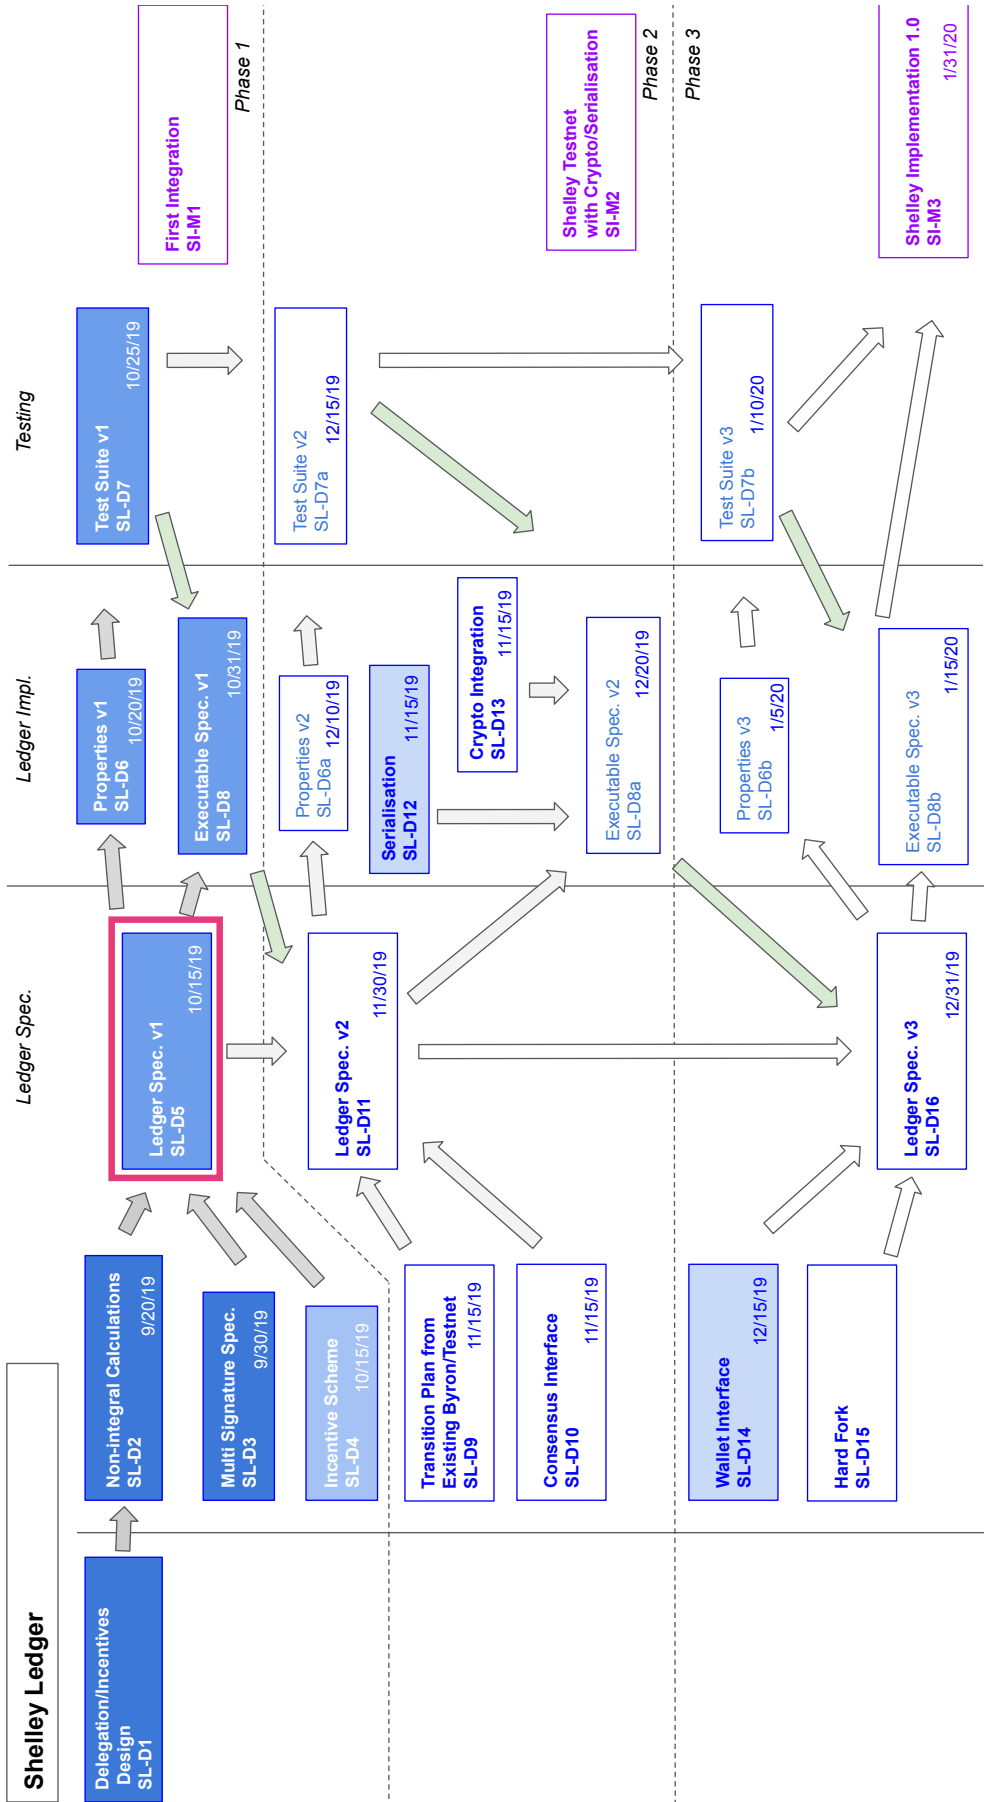 Shelley Ledger
Ledger Spec.
Ledger Impl.
Testing
Delegation/Incentives
Design
SL-D1
Non-integral Calculations
SL-D2
9/20/19
Multi Signature Spec.
SL-D3
9/30/19
Incentive Scheme
SL-D4
10/15/19
Ledger Spec. v1
SL-D5
10/15/19
Properties v1
SL-D6
10/20/19
Executable Spec. v1
SL-D8
10/31/19
Test Suite v1
SL-D7
10/25/19
First Integration
SI-M1
Phase 1
Transition Plan from
Existing Byron/Testnet
SL-D9
11/15/19
Consensus Interface
SL-D10
11/15/19
Ledger Spec. v2
SL-D11
11/30/19
Properties v2
SL-D6a
12/10/19
Serialisation
SL-D12
11/15/19
Crypto Integration
SL-D13
11/15/19
Executable Spec. v2
SL-D8a
12/20/19
Test Suite v2
SL-D7a
12/15/19
Shelley Testnet
with Crypto/Serialisation
SI-M2
Phase 2
Phase 3
Wallet Interface
SL-D14
12/15/19
Hard Fork
SL-D15
Ledger Spec. v3
SL-D16
12/31/19
Properties v3
SL-D6b
1/5/20
Executable Spec. v3
SL-D8b
1/15/20
Test Suite v3
SL-D7b
1/10/20
Shelley Implementation 1.0
SI-M3
1/31/20